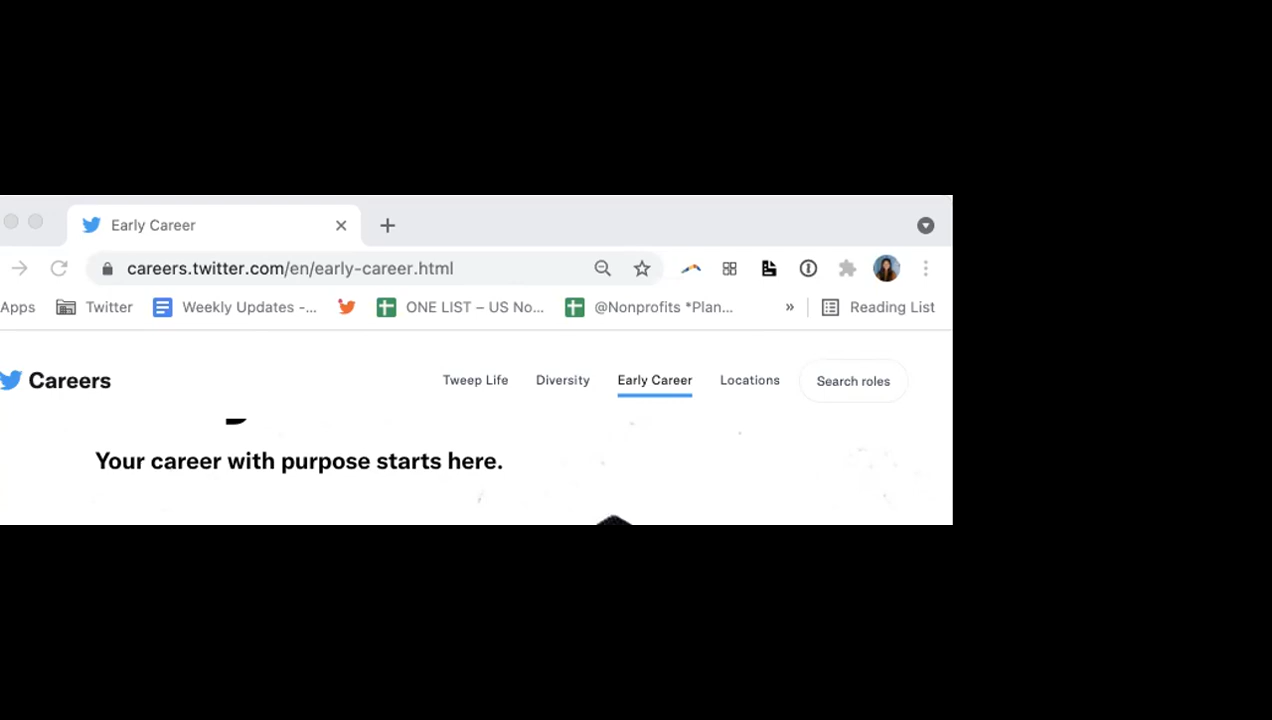 Early Career
careers.twitter.com/en/early-career.html
Apps Twitter Weekly Updates -... ONE LIST – US No... @Nonprofits *Plan... » Reading List
Careers Tweep Life Diversity Early Career Locations Search roles
Your career with purpose starts here.